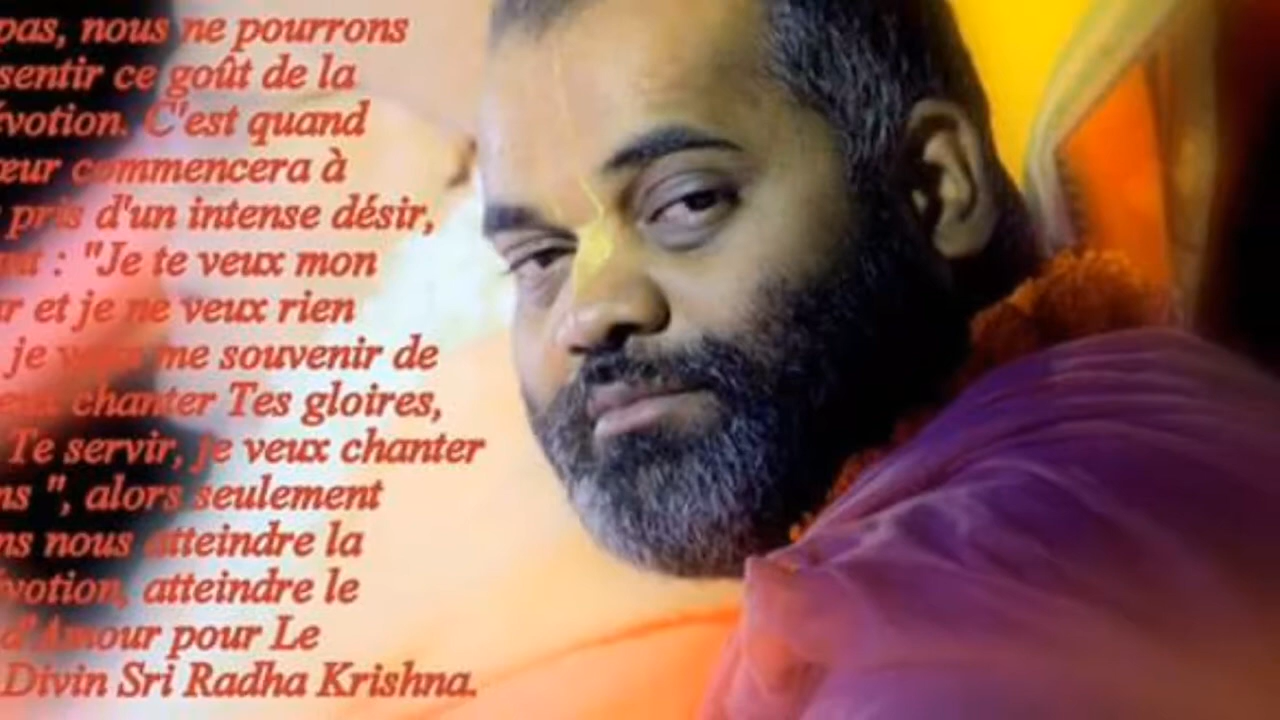 pas, nous ne pourrons
sentir ce goût de la
évotion. C'est quand
œur commencera à
pris d'un intense désir,
: "Je te veux mon
r et je ne veux rien
je veux me souvenir de
chanter Tes gloires,
Te servir, je veux chanter
ns ", alors seulement
ns nous atteindre la
évotion, atteindre le
d'Amour pour Le
Divin Sri Radha Krishna.